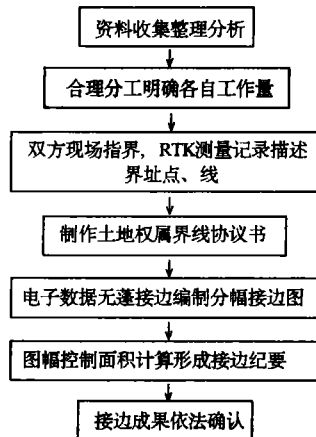 资料收集整理分析
合理分工明确各自工作量
双方现场指界, RTK测量记录描述
界址点、线
制作土地权属界线协议书
电子数据无蓬接边编制分幅接边图
图幅控制面积计算形成接边纪要
接边成果依法确认